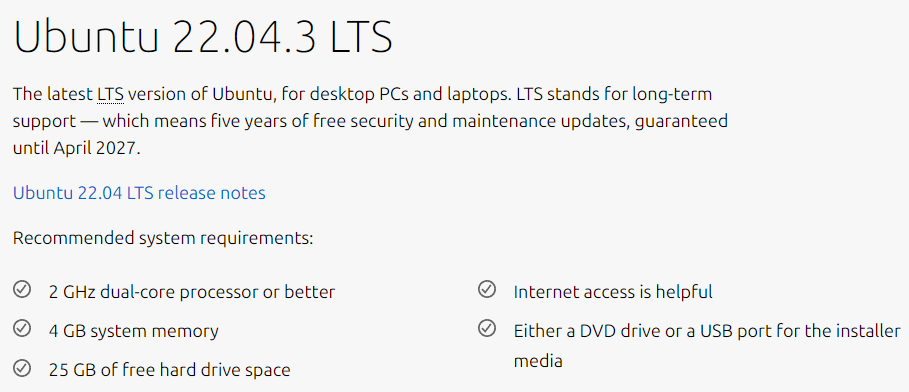 Ubuntu 22.04.3 LTS
The latest LTS version of Ubuntu, for desktop PCs and laptops. LTS stands for long-term
support — which means five years of free security and maintenance updates, guaranteed
until April 2027.
Ubuntu 22.04 LTS release notes
Recommended system requirements:
2 GHz dual-core processor or better
4 GB system memory
25 GB of free hard drive space
Internet access is helpful
Either a DVD drive or a USB port for the installer
media